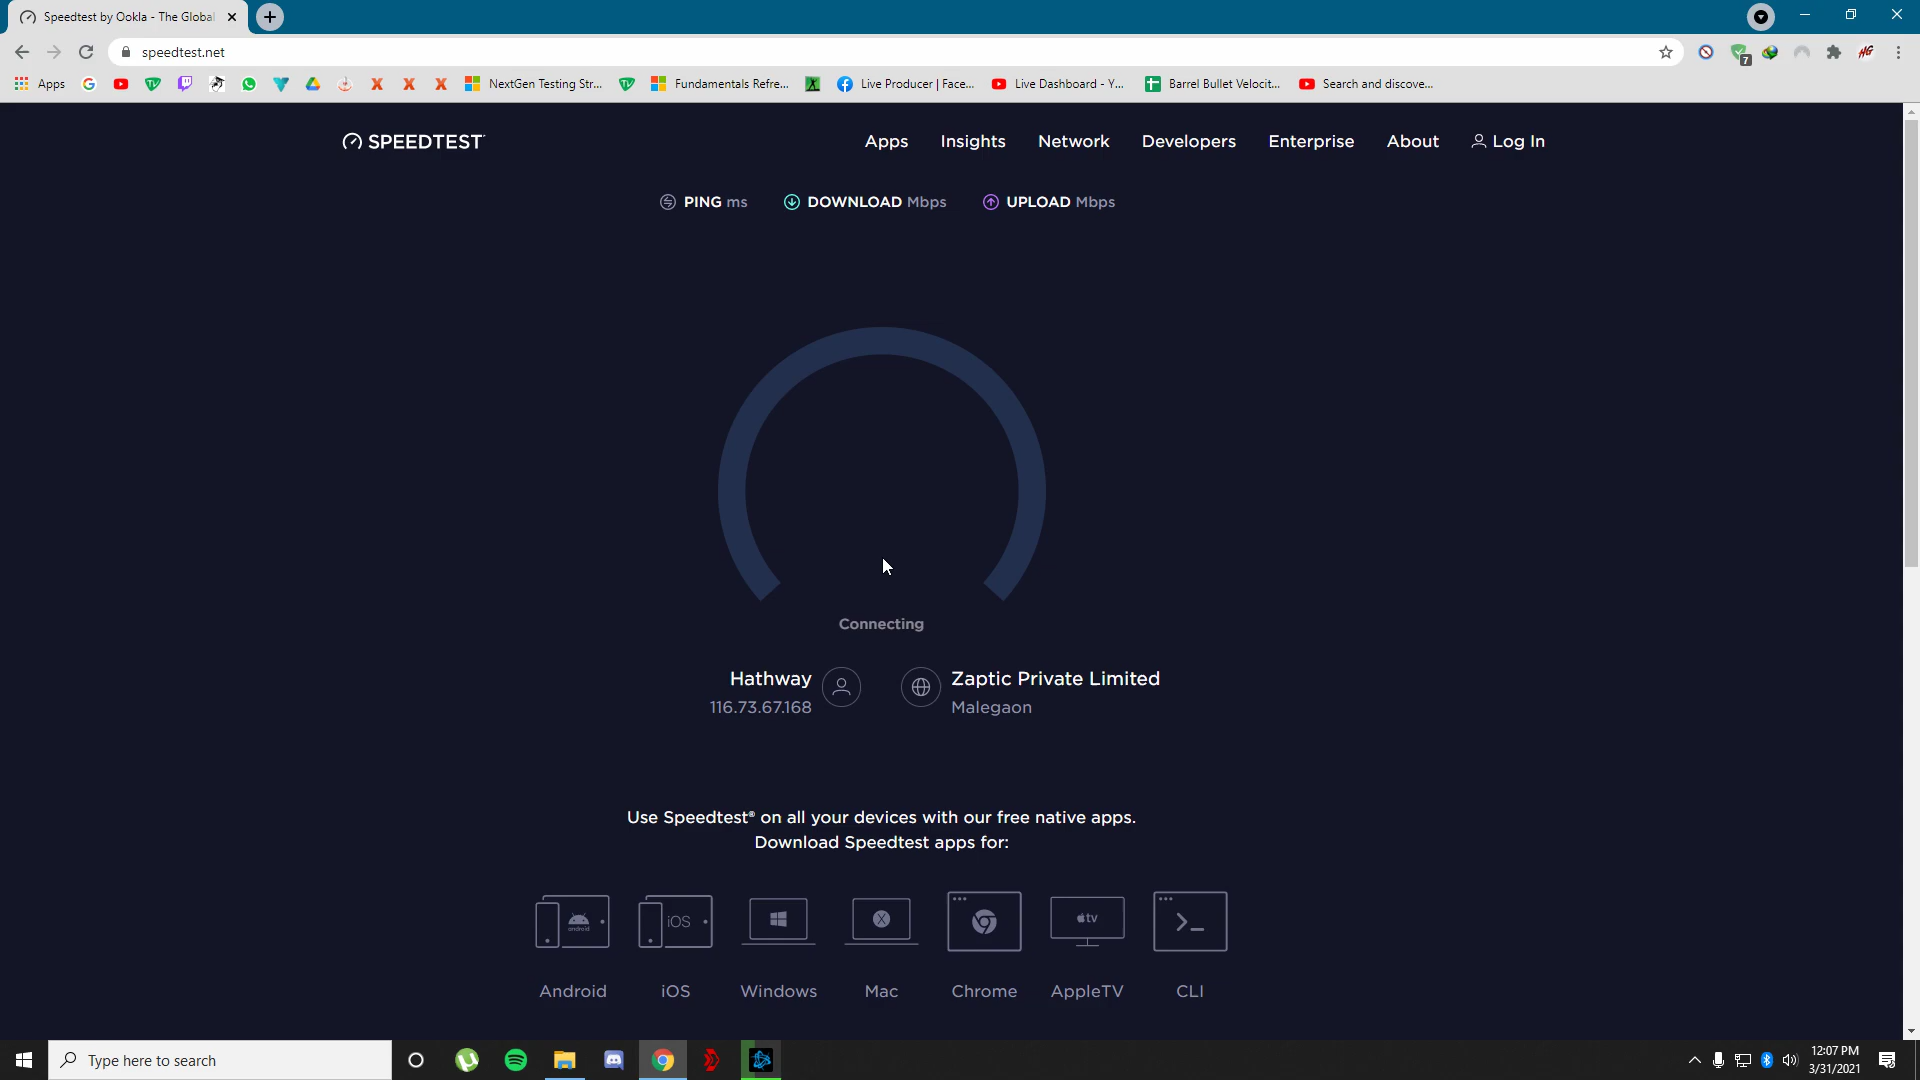 Speedtest by Ookla - The Global
speedtest.net
7
Apps
NextGen Testing Str...
Fundamentals Refre...
Live Producer | Face...
Live Dashboard - Y...
Barrel Bullet Velocit...
Search and discove...
SPEEDTEST
Apps
Insights
Network
Developers
Enterprise
About
Log In
PING ms
DOWNLOAD Mbps
UPLOAD Mbps
Connecting
Hathway
116.73.67.168
Zaptic Private Limited
Malegaon
Use Speedtest® on all your devices with our free native apps.
Download Speedtest apps for:
android
iOS
tv
Android
iOS
Windows
Mac
Chrome
AppleTV
CLI
Type here to search
12:07 PM
3/31/2021